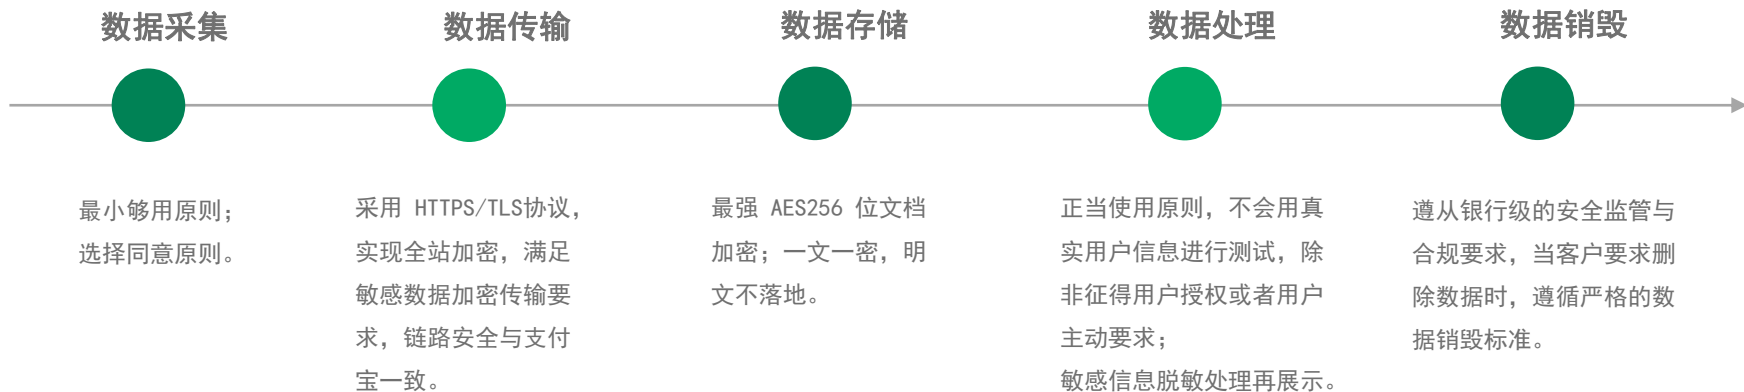 数据采集
最小够用原则；
选择同意原则。
数据传输
采用 HTTPS/TLS协议，
实现全站加密，满足
敏感数据加密传输要
求，链路安全与支付
宝一致。
数据存储
最强 AES256 位文档
加密；一文一密，明
文不落地。
数据处理
正当使用原则，不会用真
实用户信息进行测试，除
非征得用户授权或者用户
主动要求；
敏感信息脱敏处理再展示。
数据销毁
遵从银行级的安全监管与
合规要求，当客户要求删
除数据时，遵循严格的数
据销毁标准。